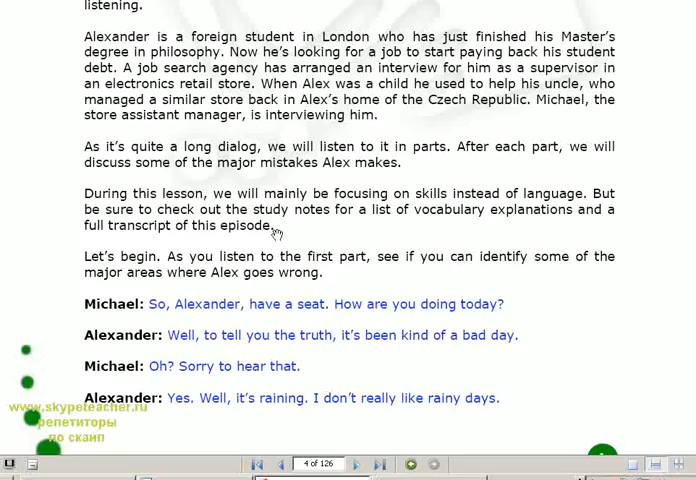 listening.
Alexander is a foreign student in London who has just finished his Master's
degree in philosophy. Now he's looking for a job to start paying back his student
debt. A job search agency has arranged an interview for him as a supervisor in
an electronics retail store. When Alex was a child he used to help his uncle, who
managed a similar store back in Alex's home of the Czech Republic. Michael, the
store assistant manager, is interviewing him.
As it's quite a long dialog, we will listen to it in parts. After each part, we will
discuss some of the major mistakes Alex makes.
During this lesson, we will mainly be focusing on skills instead of language. But
be sure to check out the study notes for a list of vocabulary explanations and a
full transcript of this episode.
Let's begin. As you listen to the first part, see if you can identify some of the
major areas where Alex goes wrong.
Michael: So, Alexander, have a seat. How are you doing today?
Alexander: Well, to tell you the truth, it's been kind of a bad day.
Michael: Oh? Sorry to hear that.
Alexander: Yes. Well, it's raining. I don't really like rainy days.
www.skypeteacher.ru
репетиторы
по скаип
4 of 126